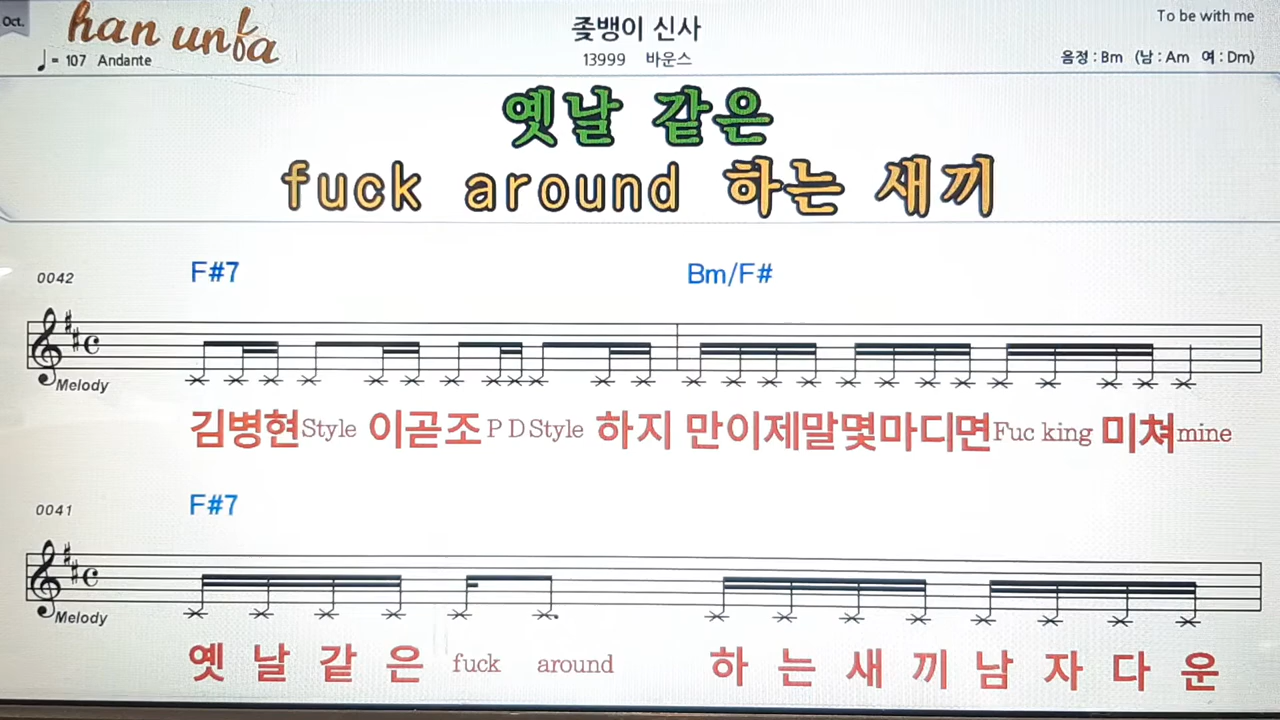 Oct.
han unfa
♩= 107 Andante
좆뱅이 신사
13999 바운스
To be with me
음정 : Bm (남 : Am 여 : Dm)
옛날 같은
fuck around 하는 새끼
0042
F#7 Bm/F#
Melody
김병현Style 이곧조P D Style 하지 만이제말몇마디면Fuc king 미쳐mine
0041
F#7
Melody
옛 날 같 은 fuck around 하 는 새 끼 남 자 다 운